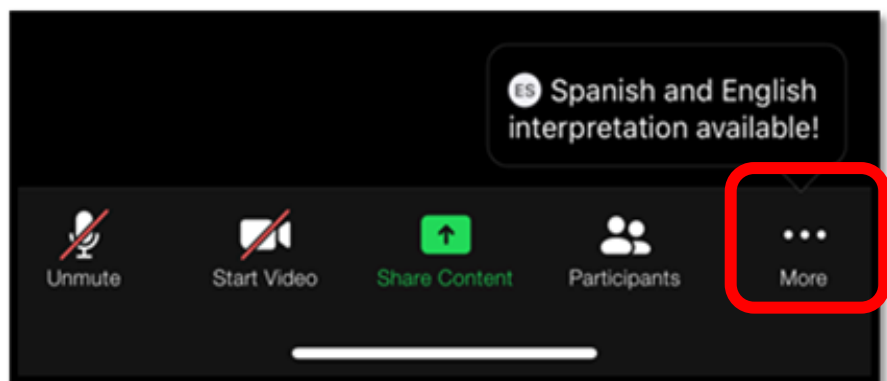 ES Spanish and English
interpretation available!
Unmute Start Video Share Content Participants More